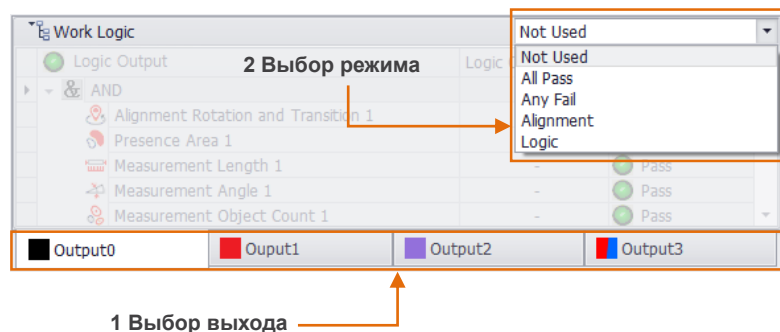 Work Logic
Not Used
Logic Output
2 Выбор режима
Logic
Not Used
All Pass
Any Fail
Alignment
Logic
AND
Alignment Rotation and Transition 1
Presence Area 1
Measurement Length 1 - Pass
Measurement Angle 1 - Pass
Measurement Object Count 1 - Pass
Output0 Ouput1 Output2 Output3
1 Выбор выхода